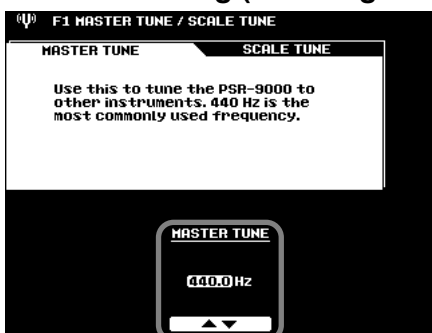 F1 MASTER TUNE / SCALE TUNE
MASTER TUNE
SCALE TUNE
Use this to tune the PSR-9000 to
other instruments. 440 Hz is the
most commonly used frequency.
MASTER TUNE
440.0 Hz